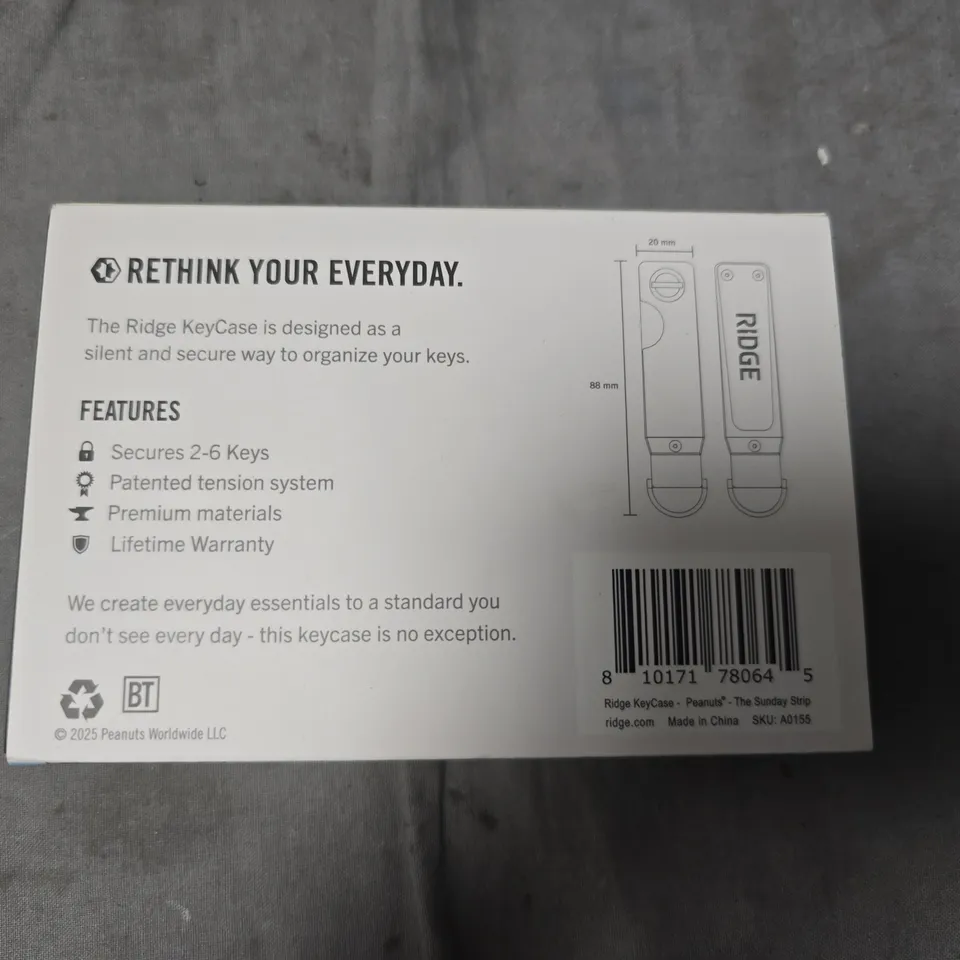 RETHINK YOUR EVERYDAY.
The Ridge KeyCase is designed as a
silent and secure way to organize your keys.
FEATURES
Secures 2-6 Keys
Patented tension system
Premium materials
Lifetime Warranty
We create everyday essentials to a standard you
don't see every day - this keycase is no exception.
BT
© 2025 Peanuts Worldwide LLC
20 mm
88 mm
RIDGE
8 10171 78064 5
Ridge KeyCase - Peanuts™ - The Sunday Strip
ridge.com Made in China SKU: A0155